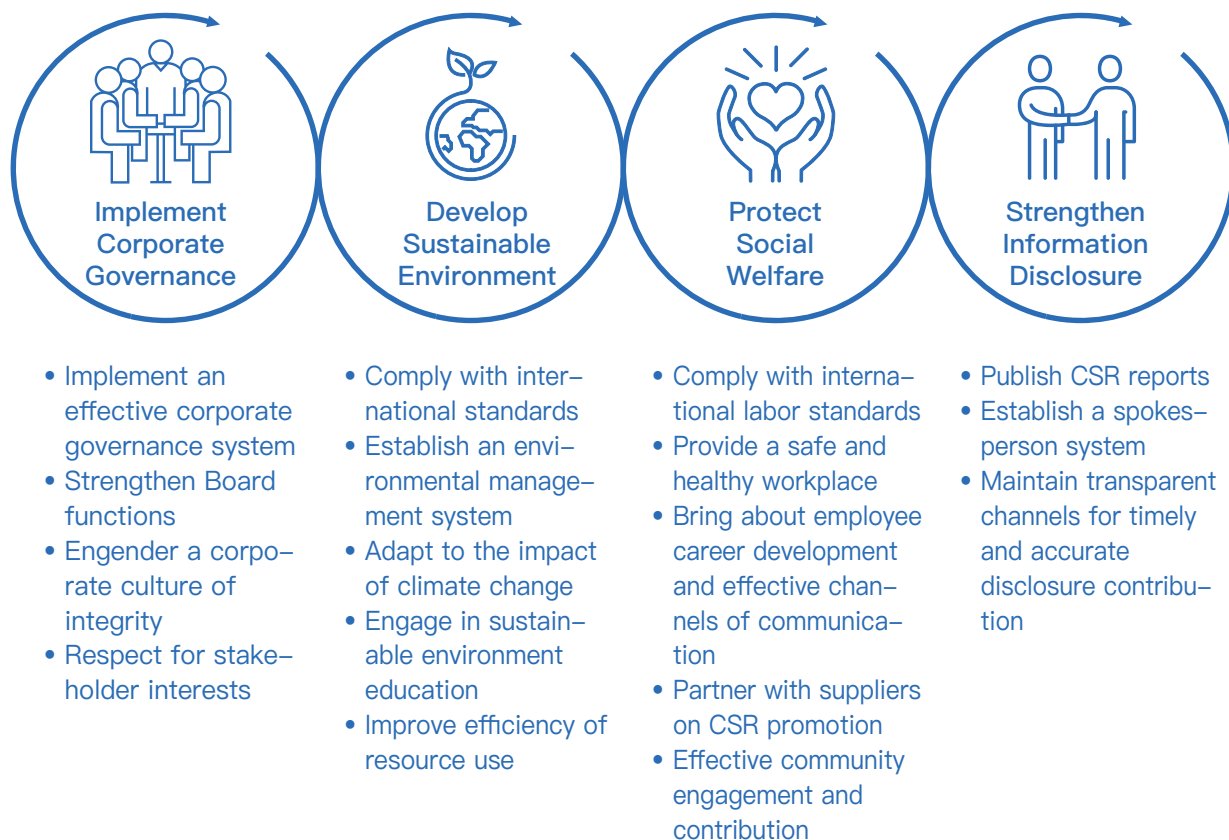 Implement
Corporate
Governance
Develop
Sustainable
Environment
Protect
Social
Welfare
Strengthen
Information
Disclosure
• Implement an
effective corporate
governance system
• Strengthen Board
functions
• Engender a corpo-
rate culture of
integrity
• Respect for stake-
holder interests
• Comply with inter-
national standards
• Establish an envi-
ronmental manage-
ment system
• Adapt to the impact
of climate change
• Engage in sustain-
able environment
education
• Improve efficiency of
resource use
• Comply with interna-
tional labor standards
• Provide a safe and
healthy workplace
• Bring about employee
career development
and effective chan-
nels of communica-
tion
• Partner with suppliers
on CSR promotion
• Effective community
engagement and
contribution
• Publish CSR reports
• Establish a spokes-
person system
• Maintain transparent
channels for timely
and accurate
disclosure contribu-
tion